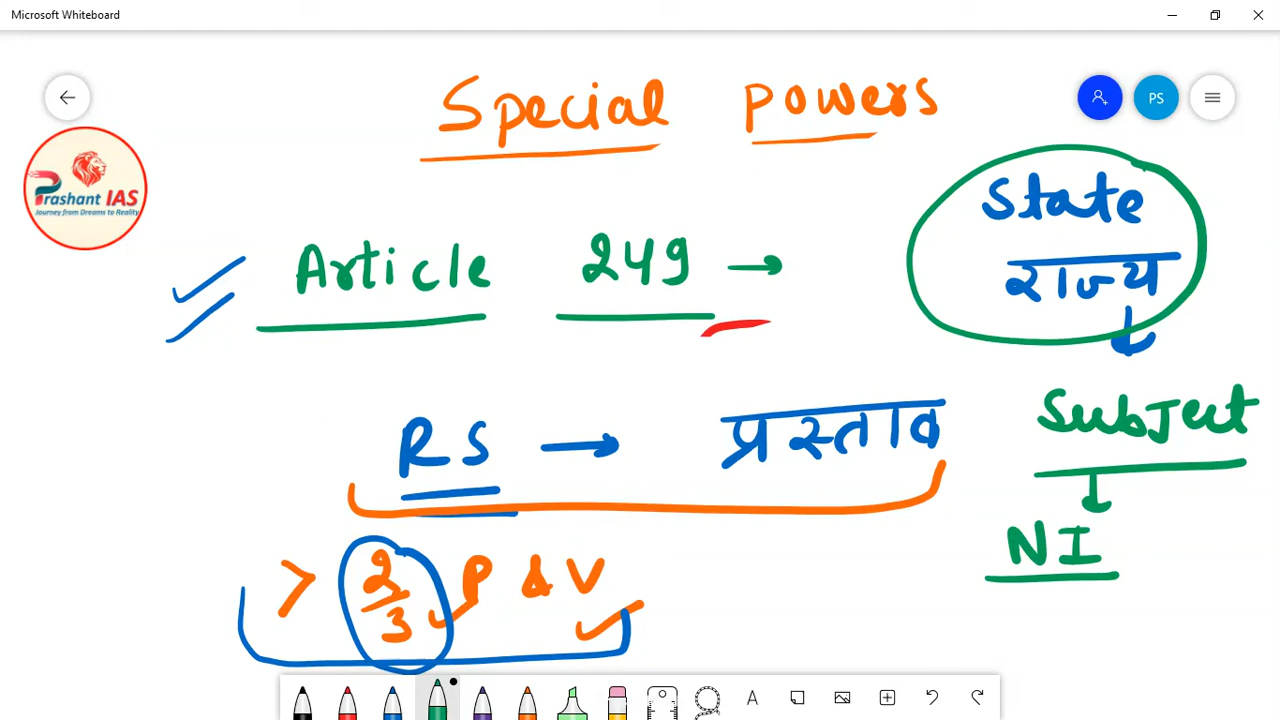 Microsoft Whiteboard
Special Powers
PS
Prashant IAS
Journey from Dreams to Reality
State
राज्य
Article 249 →
Subject
RS → प्रस्ताव
NI
> 2/3 P & V
A